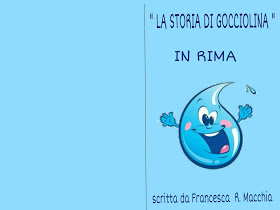 " LA STORIA DI GOCCIOLINA "
IN RIMA
scritta da Francesca R. Macchia